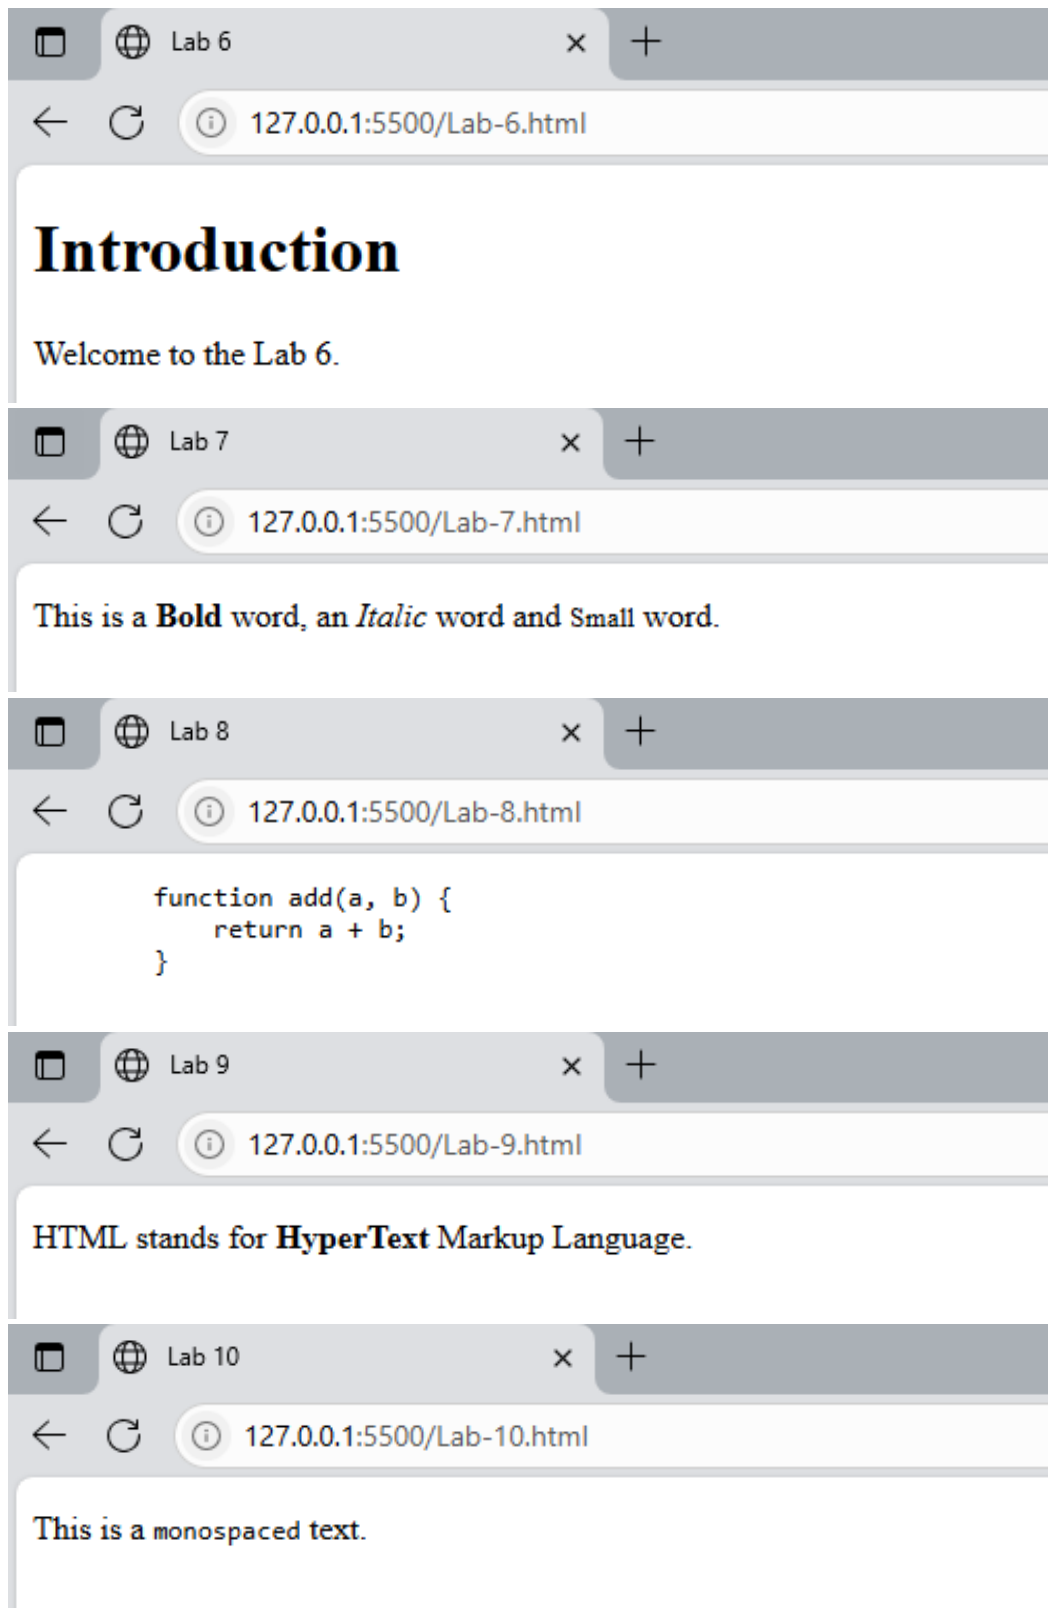 Lab 6
127.0.0.1:5500/Lab-6.html
Introduction
Welcome to the Lab 6.
Lab 7
127.0.0.1:5500/Lab-7.html
This is a Bold word, an Italic word and Small word.
Lab 8
127.0.0.1:5500/Lab-8.html
function add(a, b) {
    return a + b;
}
Lab 9
127.0.0.1:5500/Lab-9.html
HTML stands for HyperText Markup Language.
Lab 10
127.0.0.1:5500/Lab-10.html
This is a monospaced text.